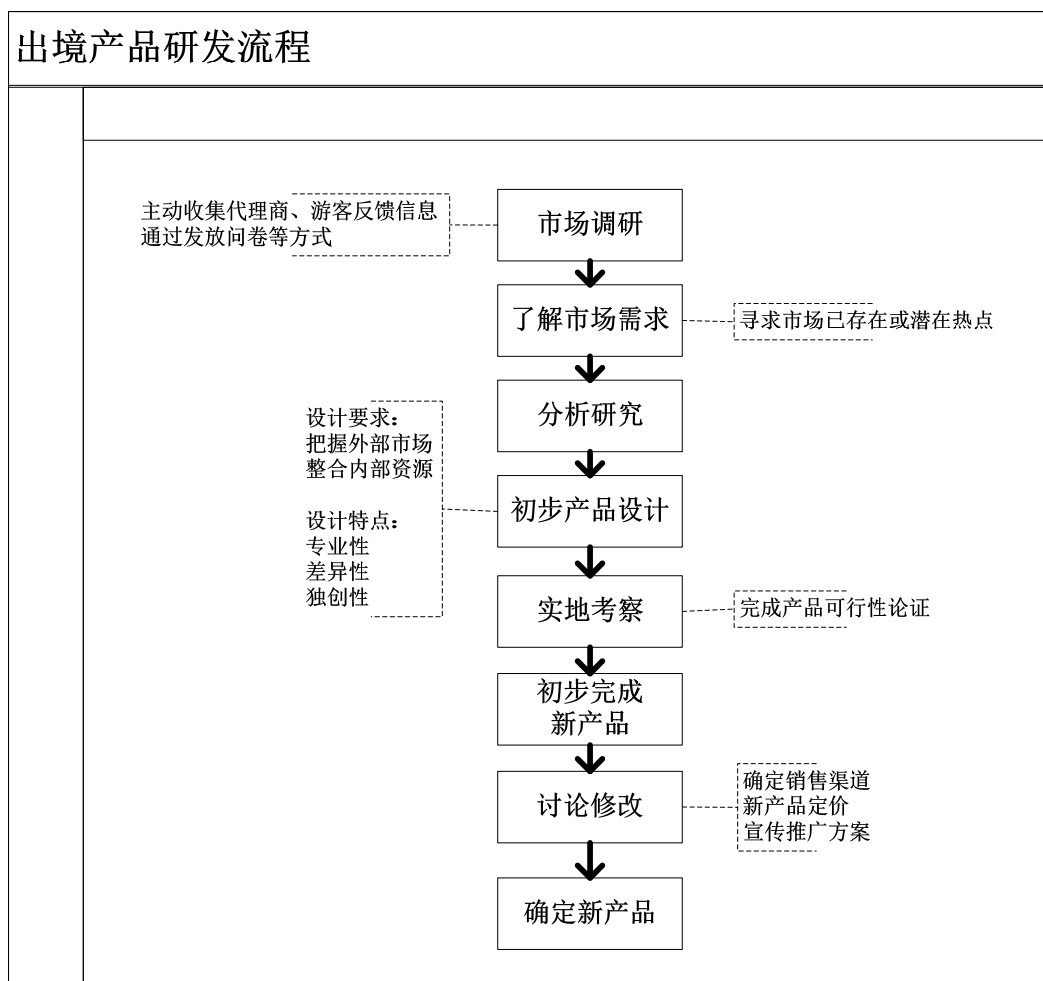 出境产品研发流程
主动收集代理商、游客反馈信息
通过发放问卷等方式
市场调研
了解市场需求
寻求市场已存在或潜在热点
分析研究
设计要求：
把握外部市场
整合内部资源
设计特点：
专业性
差异性
独创性
初步产品设计
实地考察
完成产品可行性论证
初步完成
新产品
讨论修改
确定销售渠道
新产品定价
宣传推广方案
确定新产品